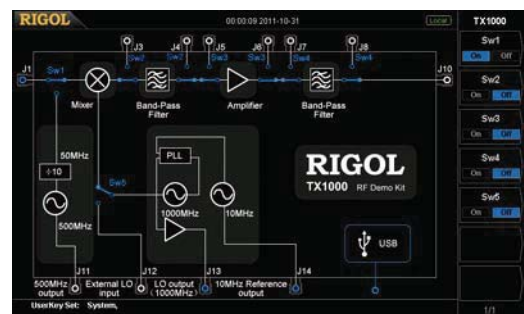 RIGOL
00:00:09 2011-10-31
Local
TX1000
J3 J4 J5 J6 J7 J8
J1
Sw1
Sw2 Sw2 Sw3 Sw3 Sw4 Sw4
J10
Mixer
Band-Pass Filter
Amplifier
Band-Pass Filter
50MHz
÷10
500MHz
Sw5
PLL
1000MHz
10MHz
RIGOL
TX1000 RF Demo Kit
USB
J11 J12 J13 J14
500MHz output
External LO input
LO output (1000MHz)
10MHz Reference output
UserKey Set: System,
Sw1
On Off
Sw2
On Off
Sw3
On Off
Sw4
On Off
Sw5
On Off
1/1